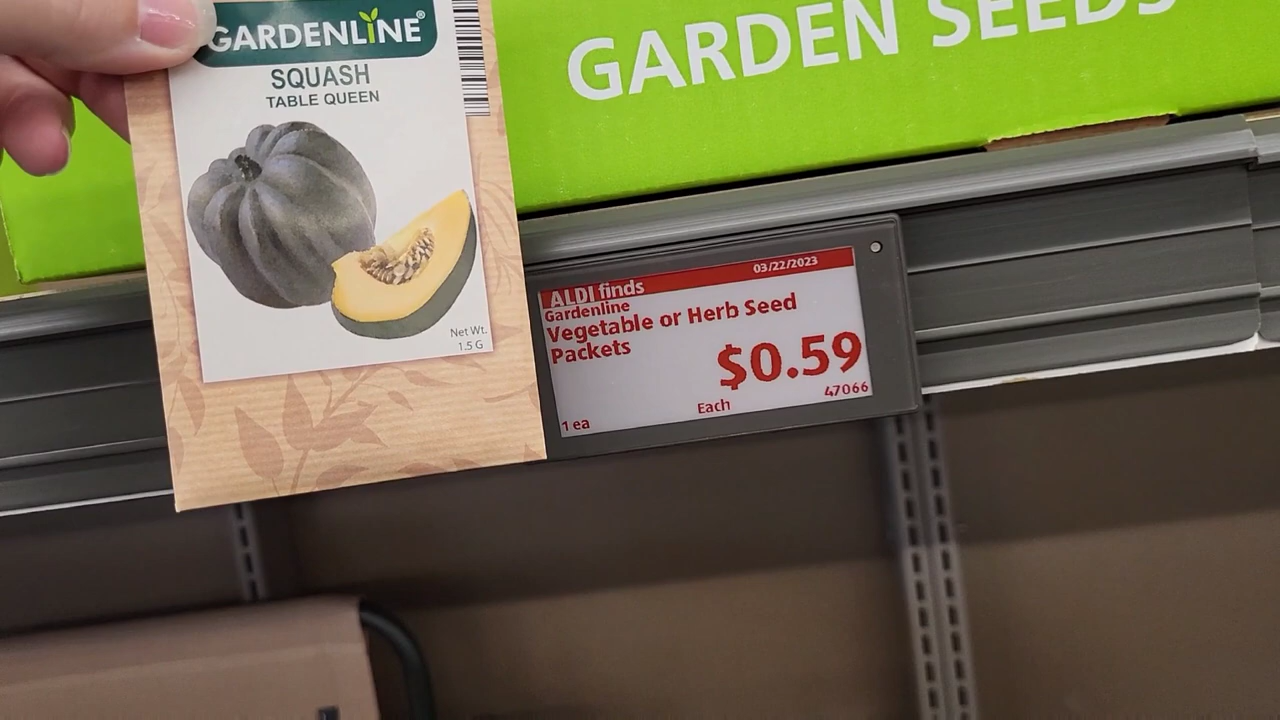 GARDENLINE®
SQUASH
TABLE QUEEN
Net Wt.
1.5 G
GARDEN SEEDS
03/22/2023
ALDI finds
Gardenline
Vegetable or Herb Seed
Packets
$0.59
Each
47066
1 ea